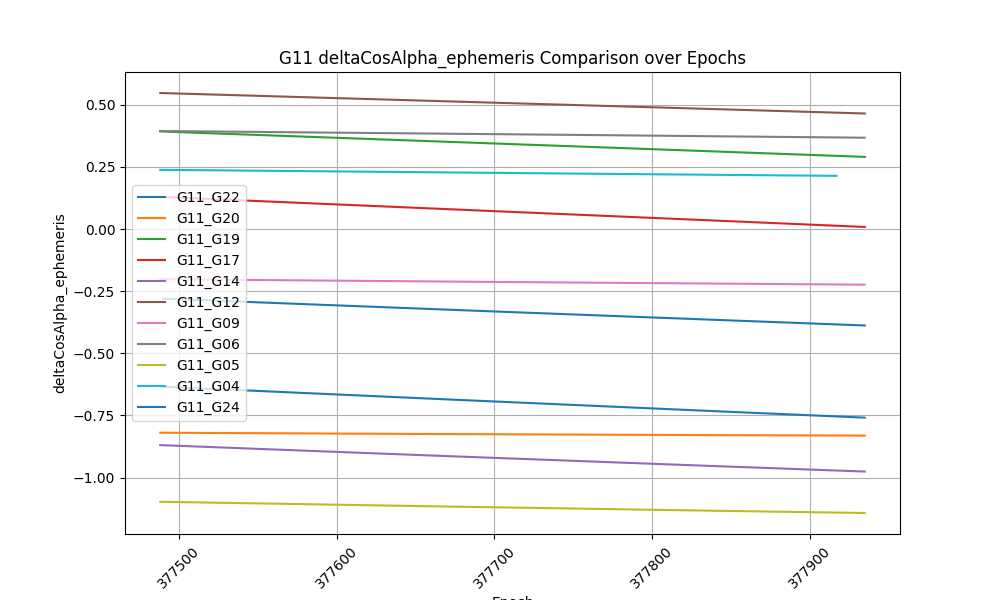 G11 deltaCosAlpha_ephemeris Comparison over Epochs
deltaCosAlpha_ephemeris
0.50
0.25
0.00
−0.25
−0.50
−0.75
−1.00
G11_G22
G11_G20
G11_G19
G11_G17
G11_G14
G11_G12
G11_G09
G11_G06
G11_G05
G11_G04
G11_G24
377500
377600
377700
377800
377900
Epoch